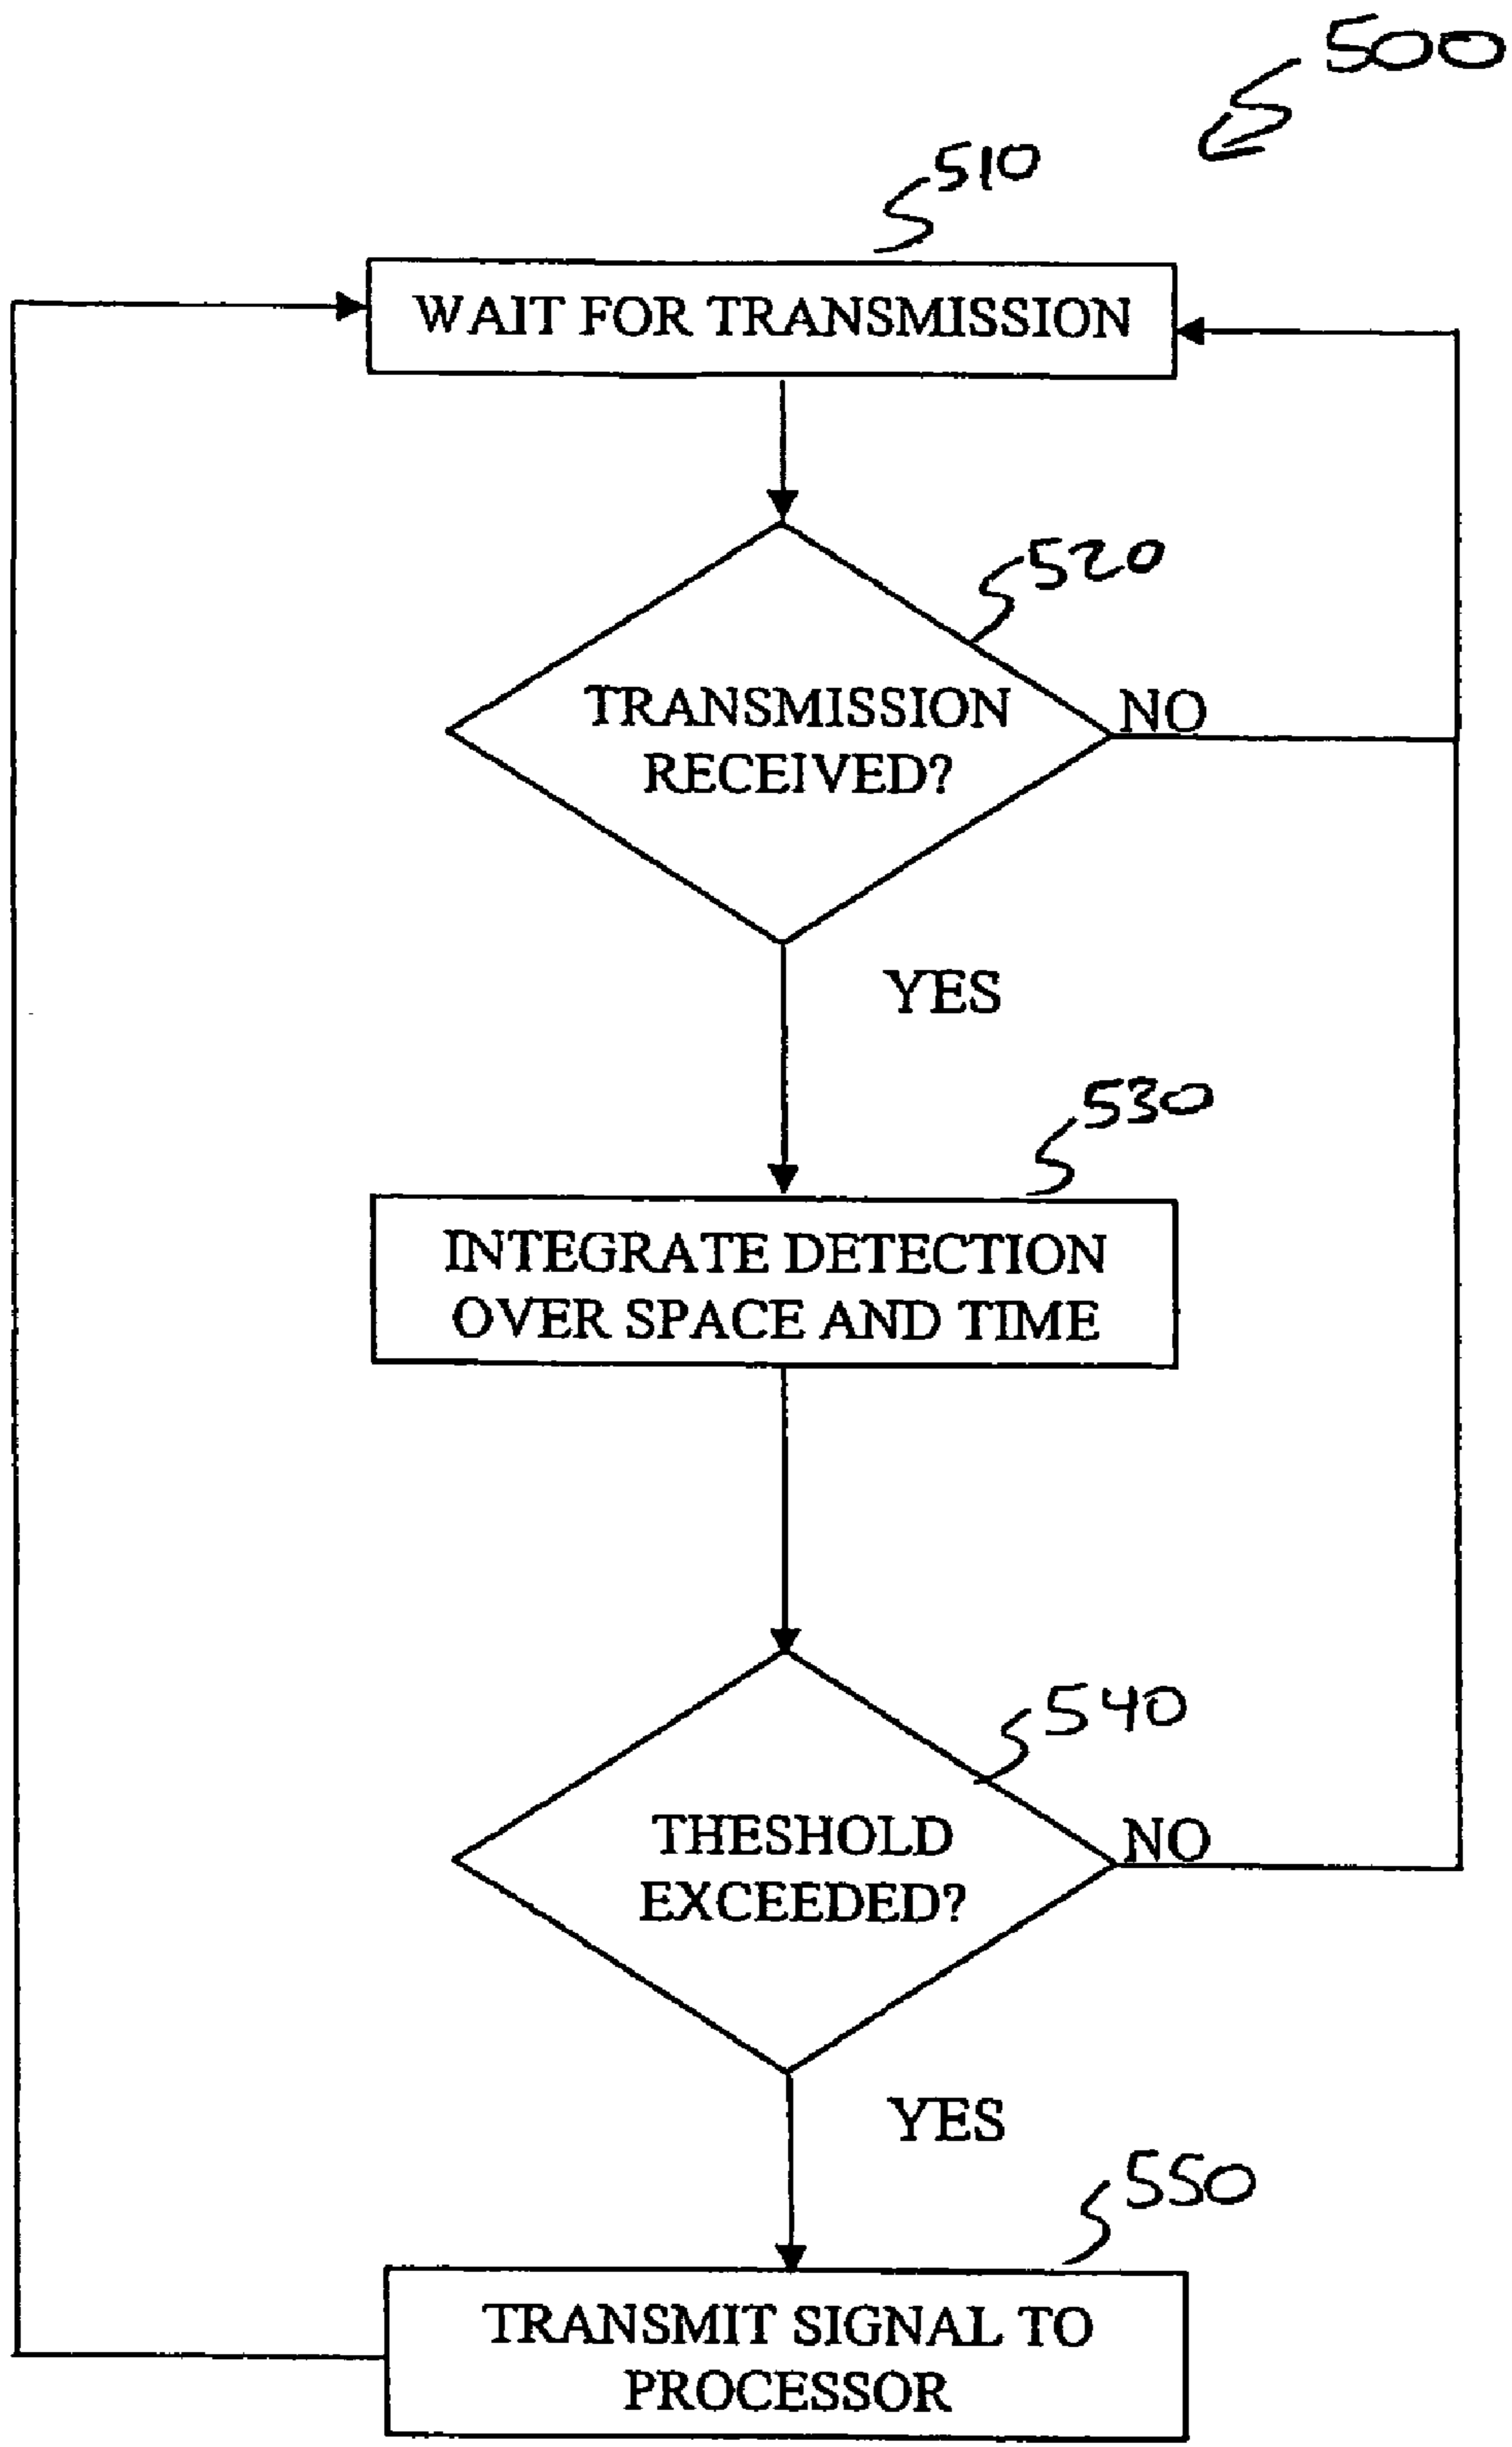 500
510
WAIT FOR TRANSMISSION
520
TRANSMISSION
RECEIVED?
NO
YES
530
INTEGRATE DETECTION
OVER SPACE AND TIME
540
THESHOLD
EXCEEDED?
NO
YES
550
TRANSMIT SIGNAL TO
PROCESSOR